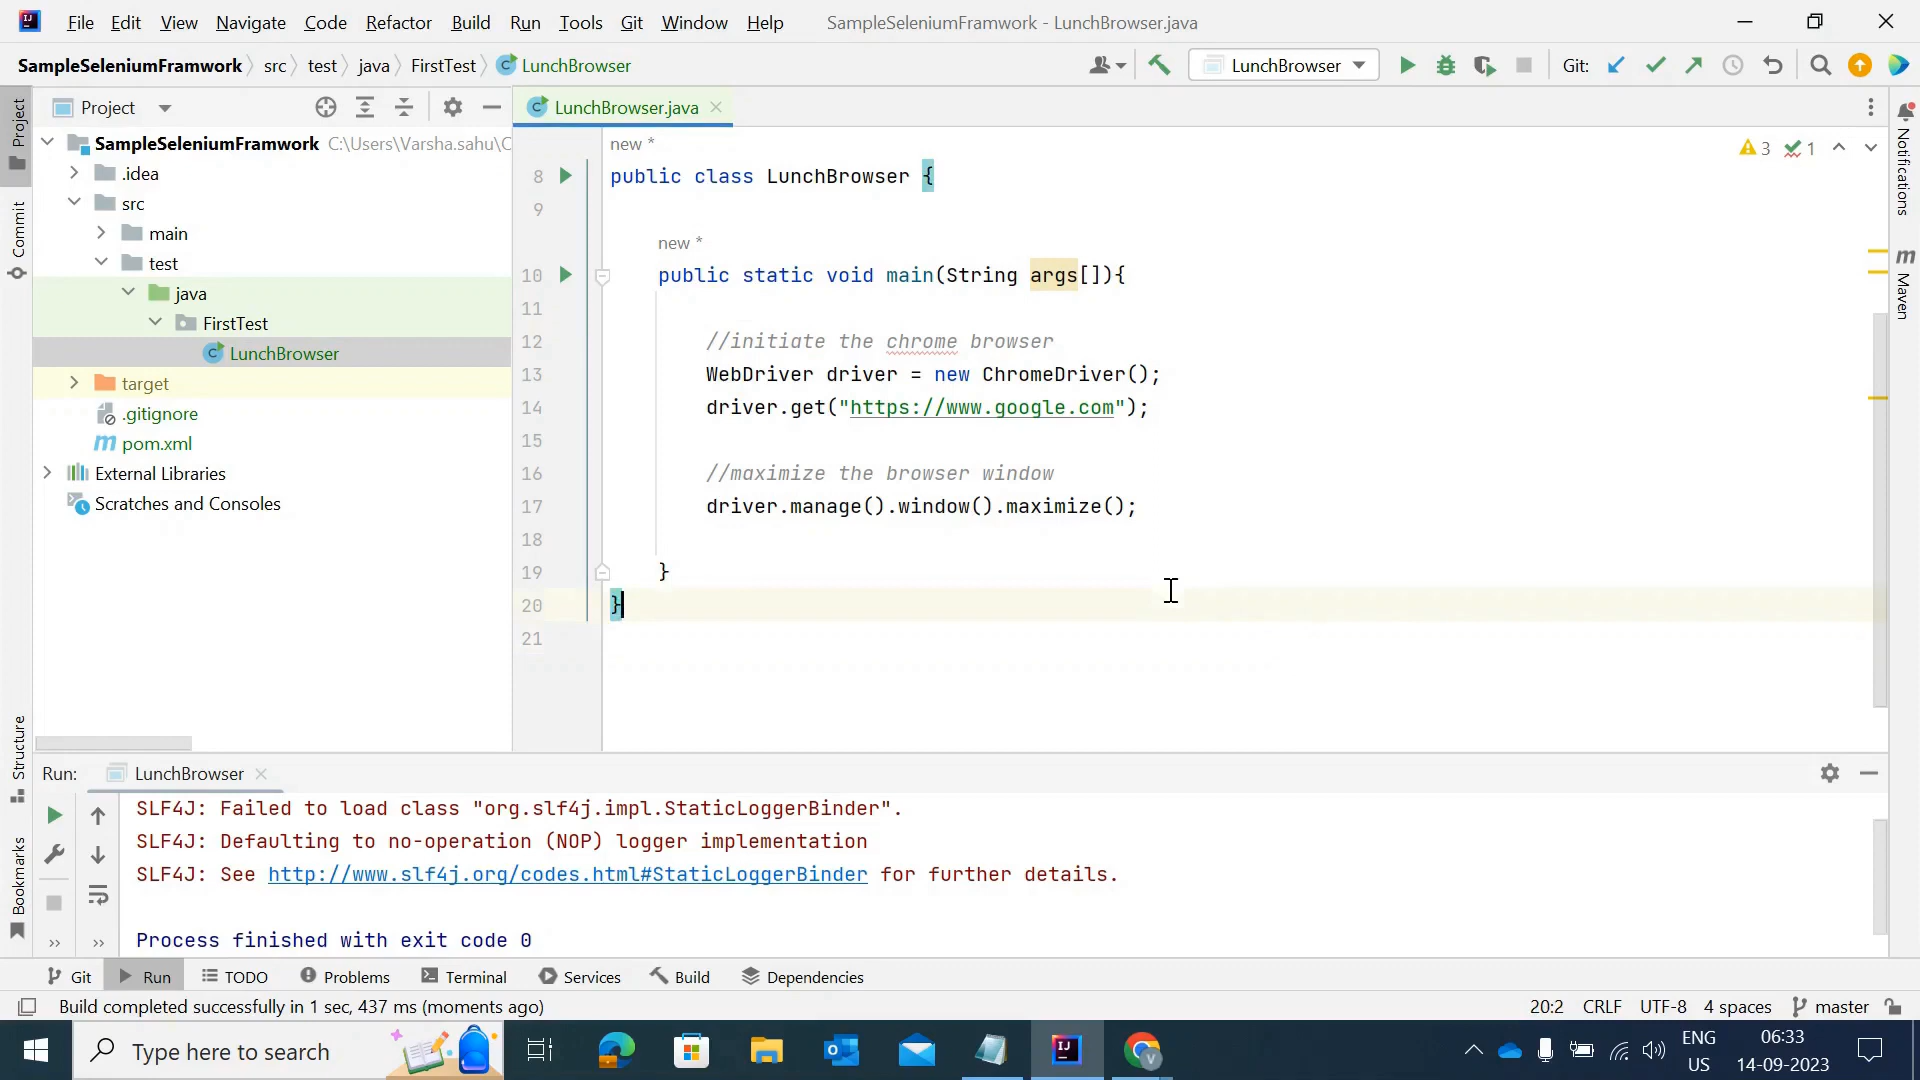 File Edit View Navigate Code Refactor Build Run Tools Git Window Help SampleSeleniumFramwork - LunchBrowser.java
SampleSeleniumFramwork src test java FirstTest LunchBrowser LunchBrowser Git:
Project LunchBrowser.java
SampleSeleniumFramwork C:\Users\Varsha.sahu\C
.idea
src
main
test
java
FirstTest
LunchBrowser
target
.gitignore
pom.xml
External Libraries
Scratches and Consoles
Project
Commit
Structure
Bookmarks
Notifications
Maven
3 1
new *
8 public class LunchBrowser {
9
new *
10 public static void main(String args[]){
11
12 //initiate the chrome browser
13 WebDriver driver = new ChromeDriver();
14 driver.get("https://www.google.com");
15
16 //maximize the browser window
17 driver.manage().window().maximize();
18
19 }
20 }
21
Run: LunchBrowser
SLF4J: Failed to load class "org.slf4j.impl.StaticLoggerBinder".
SLF4J: Defaulting to no-operation (NOP) logger implementation
SLF4J: See http://www.slf4j.org/codes.html#StaticLoggerBinder for further details.
Process finished with exit code 0
Git Run TODO Problems Terminal Services Build Dependencies
Build completed successfully in 1 sec, 437 ms (moments ago) 20:2 CRLF UTF-8 4 spaces master
Type here to search
ENG
US
06:33
14-09-2023